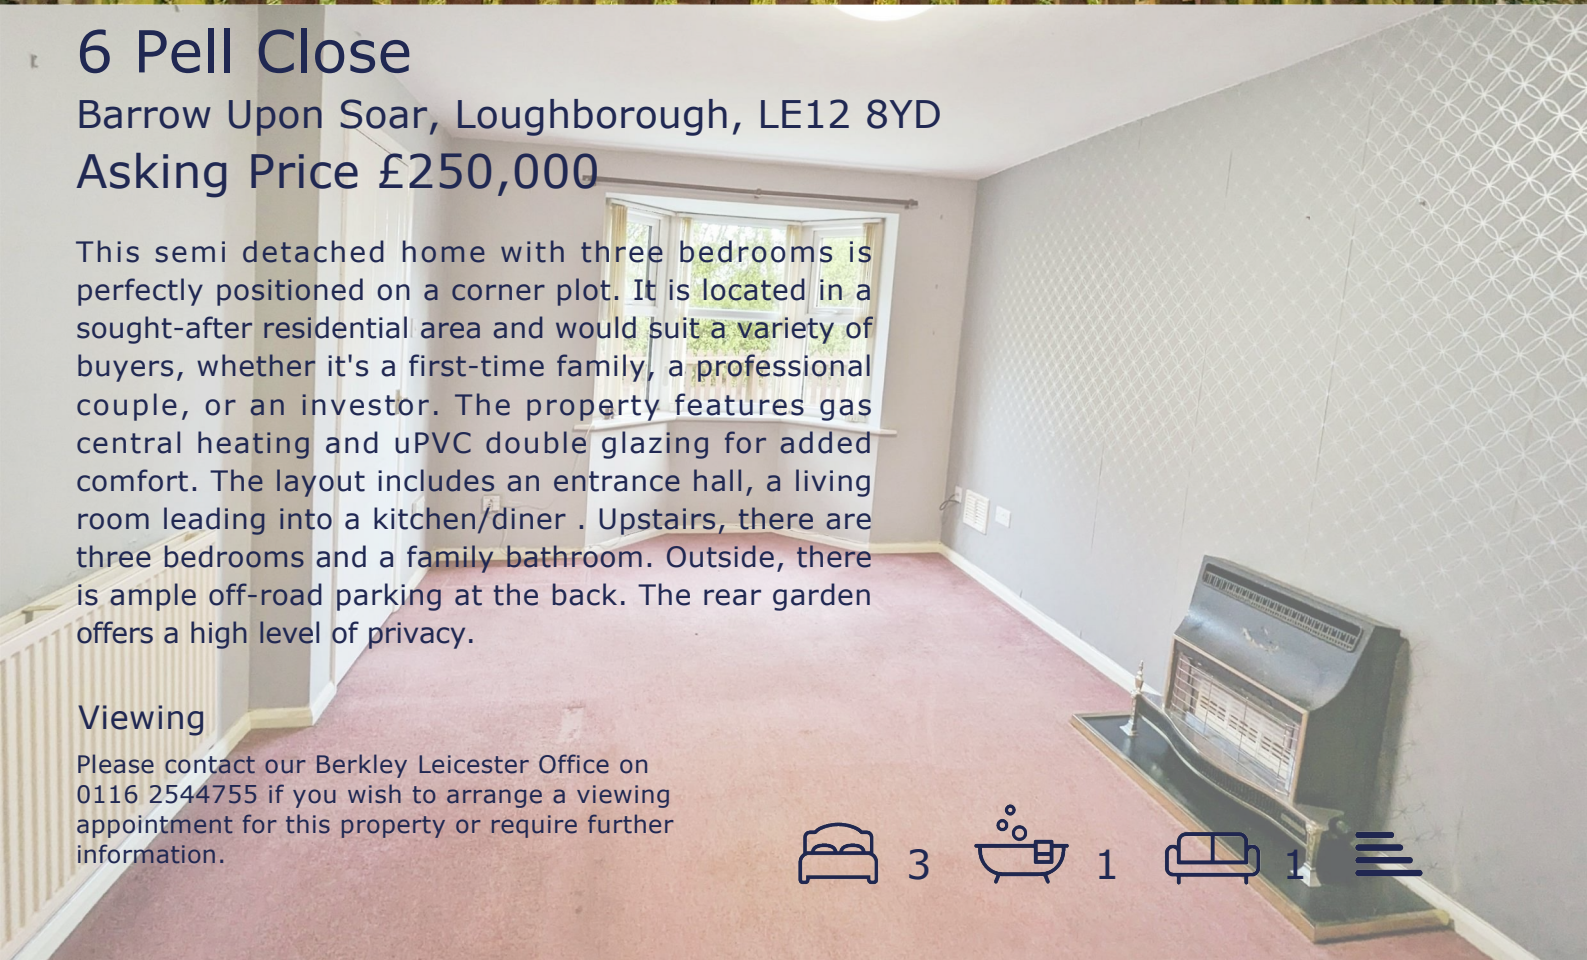 6 Pell Close
Barrow Upon Soar, Loughborough, LE12 8YD
Asking Price £250,000
This semi detached home with three bedrooms is
perfectly positioned on a corner plot. It is located in a
sought-after residential area and would suit a variety of
buyers, whether it's a first-time family, a professional
couple, or an investor. The property features gas
central heating and uPVC double glazing for added
comfort. The layout includes an entrance hall, a living
room leading into a kitchen/diner . Upstairs, there are
three bedrooms and a family bathroom. Outside, there
is ample off-road parking at the back. The rear garden
offers a high level of privacy.
Viewing
Please contact our Berkley Leicester Office on
0116 2544755 if you wish to arrange a viewing
appointment for this property or require further
information.
3 1 1